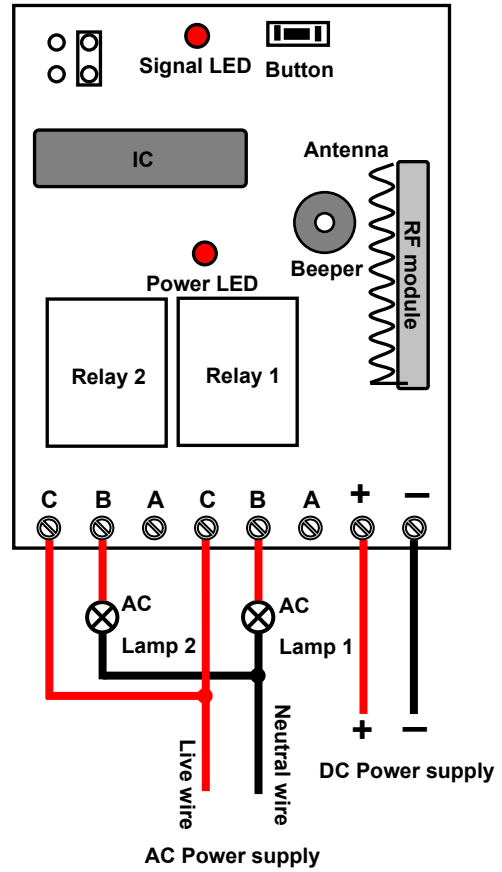 Signal LED Button
IC
Antenna
RF module
Beeper
Power LED
Relay 2 Relay 1
C B A C B A + −
AC AC
Lamp 2 Lamp 1
Live wire
Neutral wire
+ −
DC Power supply
AC Power supply